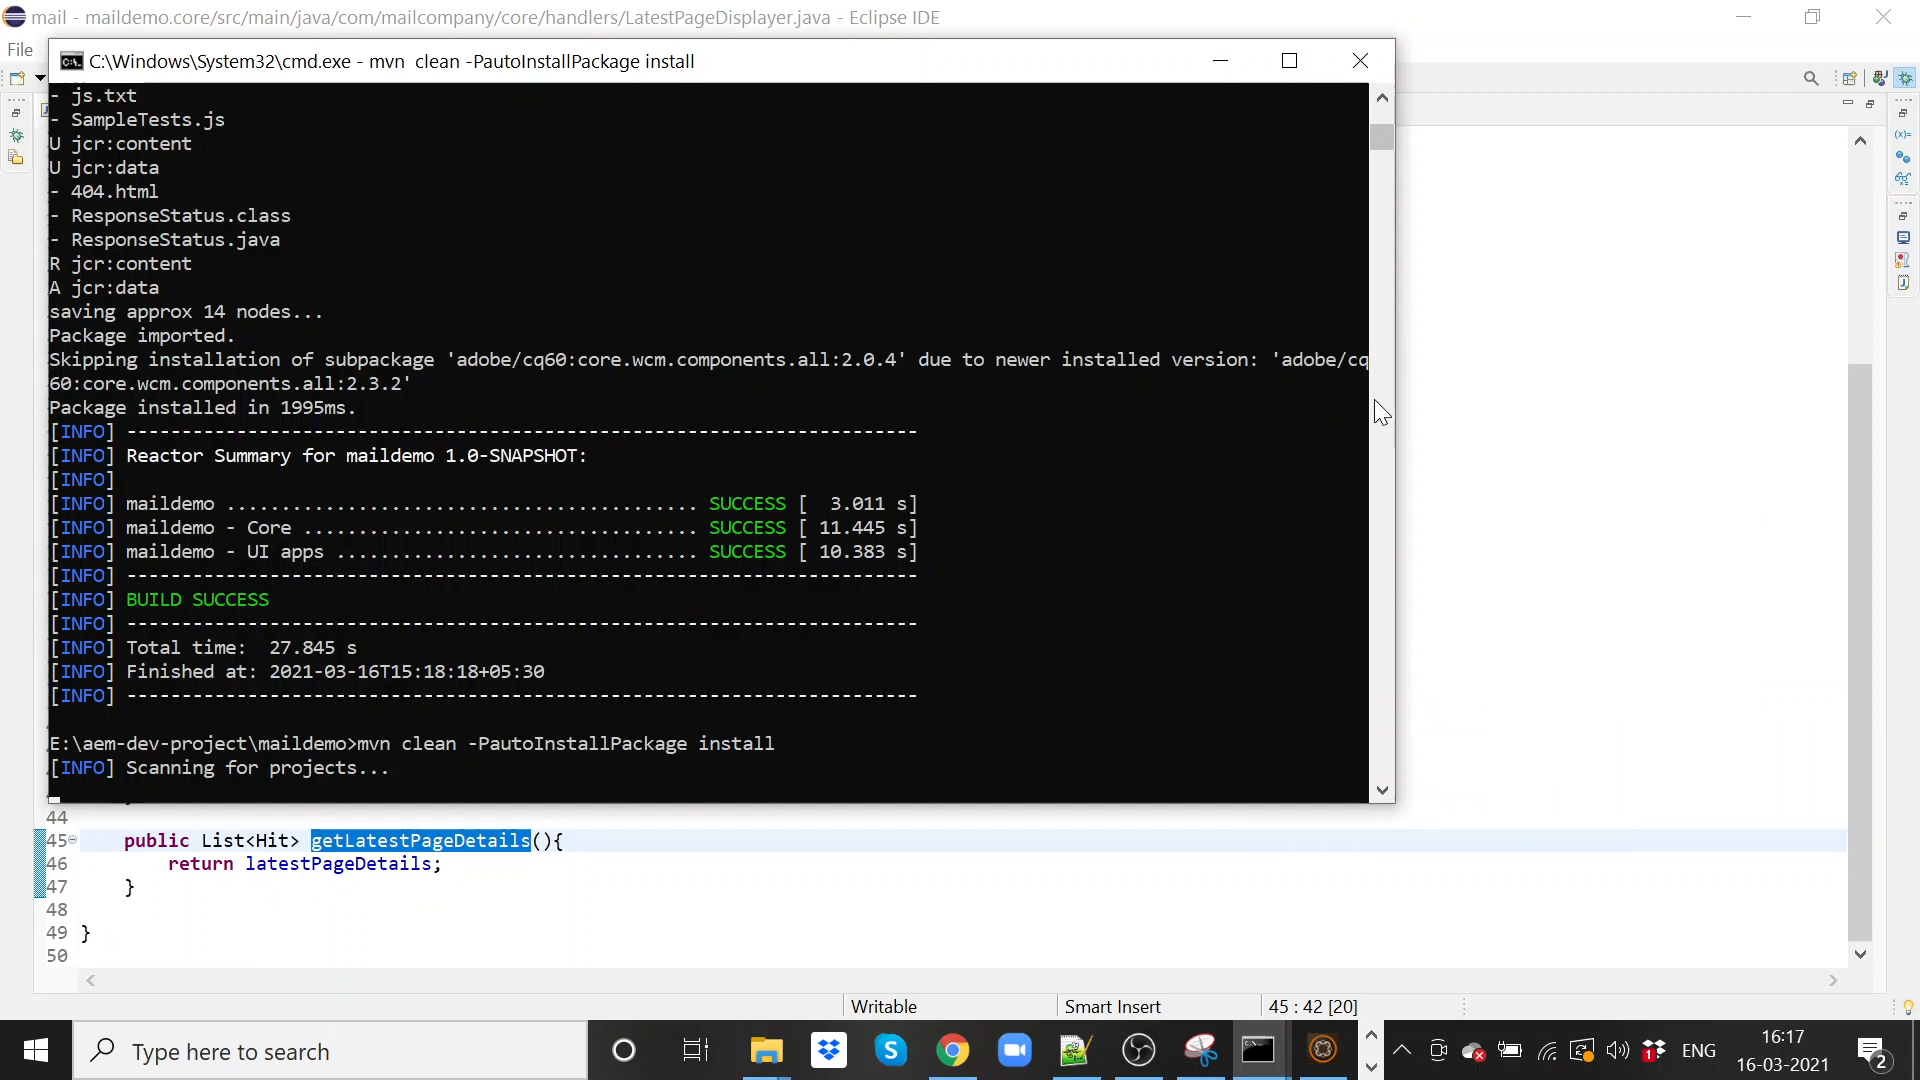 mail - maildemo.core/src/main/java/com/mailcompany/core/handlers/LatestPageDisplayer.java - Eclipse IDE
File
C:\Windows\System32\cmd.exe - mvn  clean -PautoInstallPackage install
- js.txt
- SampleTests.js
U jcr:content
U jcr:data
- 404.html
- ResponseStatus.class
- ResponseStatus.java
R jcr:content
A jcr:data
saving approx 14 nodes...
Package imported.
Skipping installation of subpackage 'adobe/cq60:core.wcm.components.all:2.0.4' due to newer installed version: 'adobe/cq
60:core.wcm.components.all:2.3.2'
Package installed in 1995ms.
[INFO] ------------------------------------------------------------------------
[INFO] Reactor Summary for maildemo 1.0-SNAPSHOT:
[INFO]
[INFO] maildemo ........................................... SUCCESS [  3.011 s]
[INFO] maildemo - Core .................................... SUCCESS [ 11.445 s]
[INFO] maildemo - UI apps ................................. SUCCESS [ 10.383 s]
[INFO] ------------------------------------------------------------------------
[INFO] BUILD SUCCESS
[INFO] ------------------------------------------------------------------------
[INFO] Total time:  27.845 s
[INFO] Finished at: 2021-03-16T15:18:18+05:30
[INFO] ------------------------------------------------------------------------
E:\aem-dev-project\maildemo>mvn clean -PautoInstallPackage install
[INFO] Scanning for projects...
44
45 public List<Hit> getLatestPageDetails(){
46 return latestPageDetails;
47 }
48
49 }
50
Writable
Smart Insert
45 : 42 [20]
Type here to search
1
ENG
16:17
16-03-2021
2